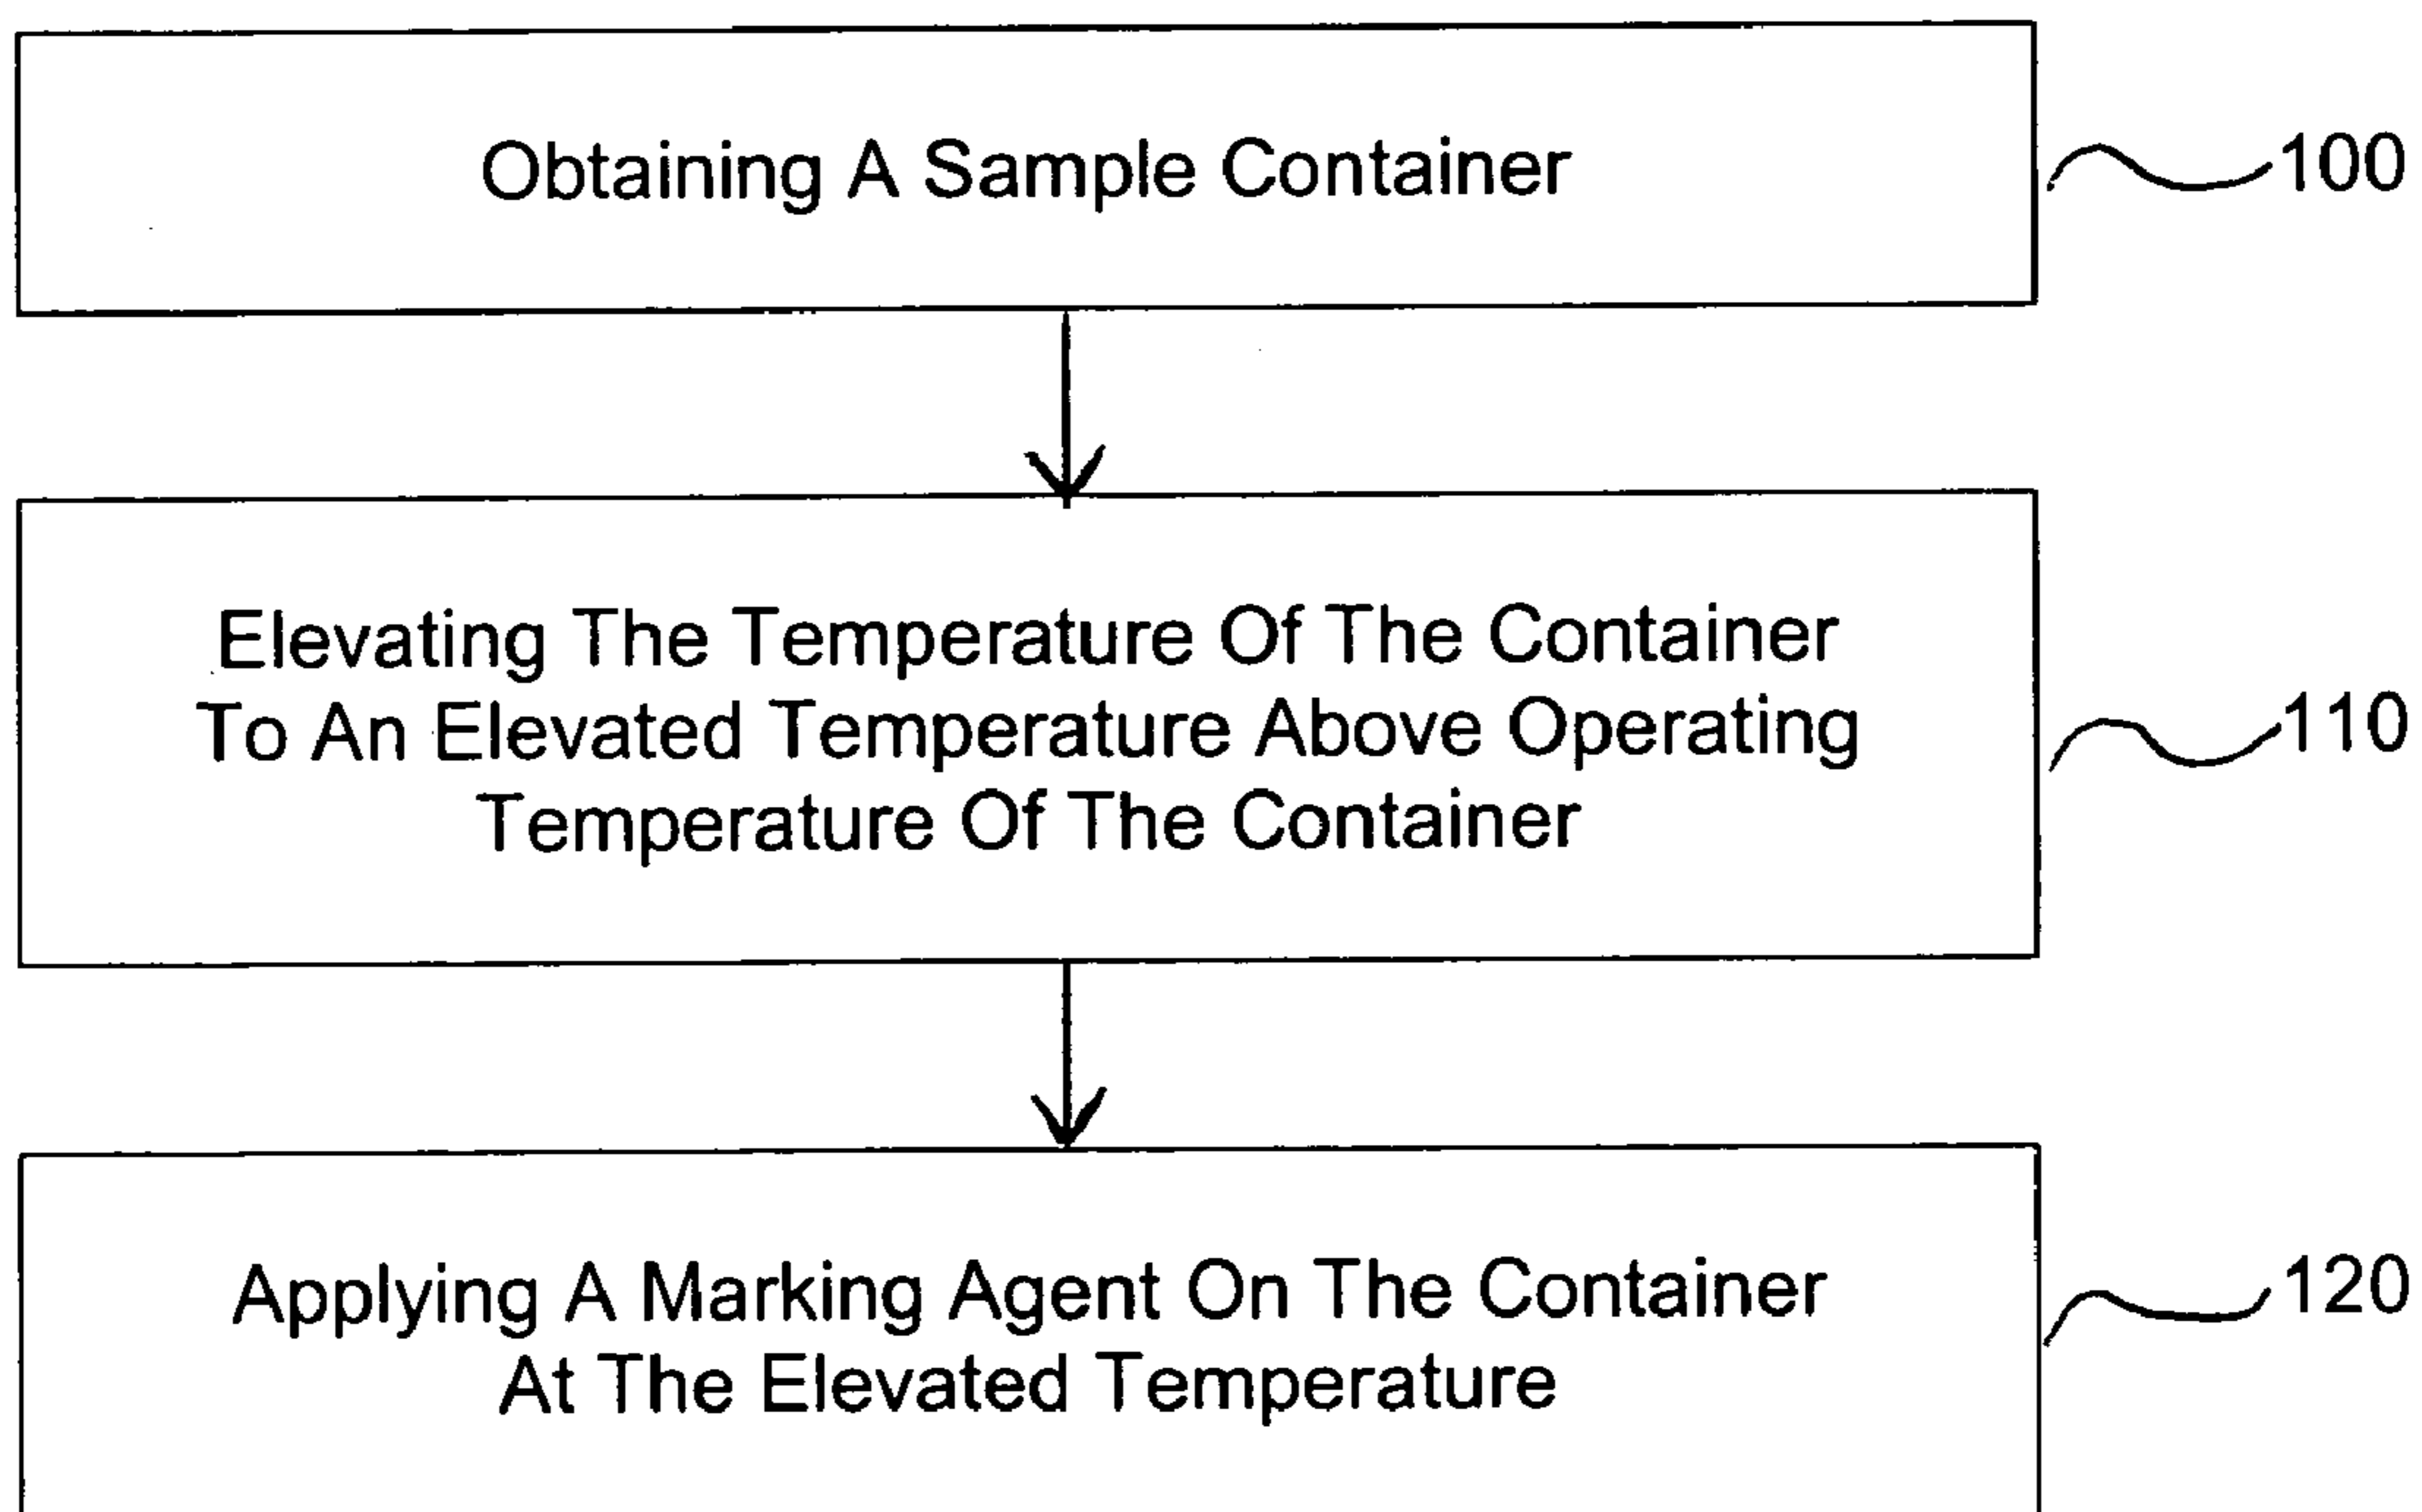 Obtaining A Sample Container
100
Elevating The Temperature Of The Container
To An Elevated Temperature Above Operating
Temperature Of The Container
110
Applying A Marking Agent On The Container
At The Elevated Temperature
120